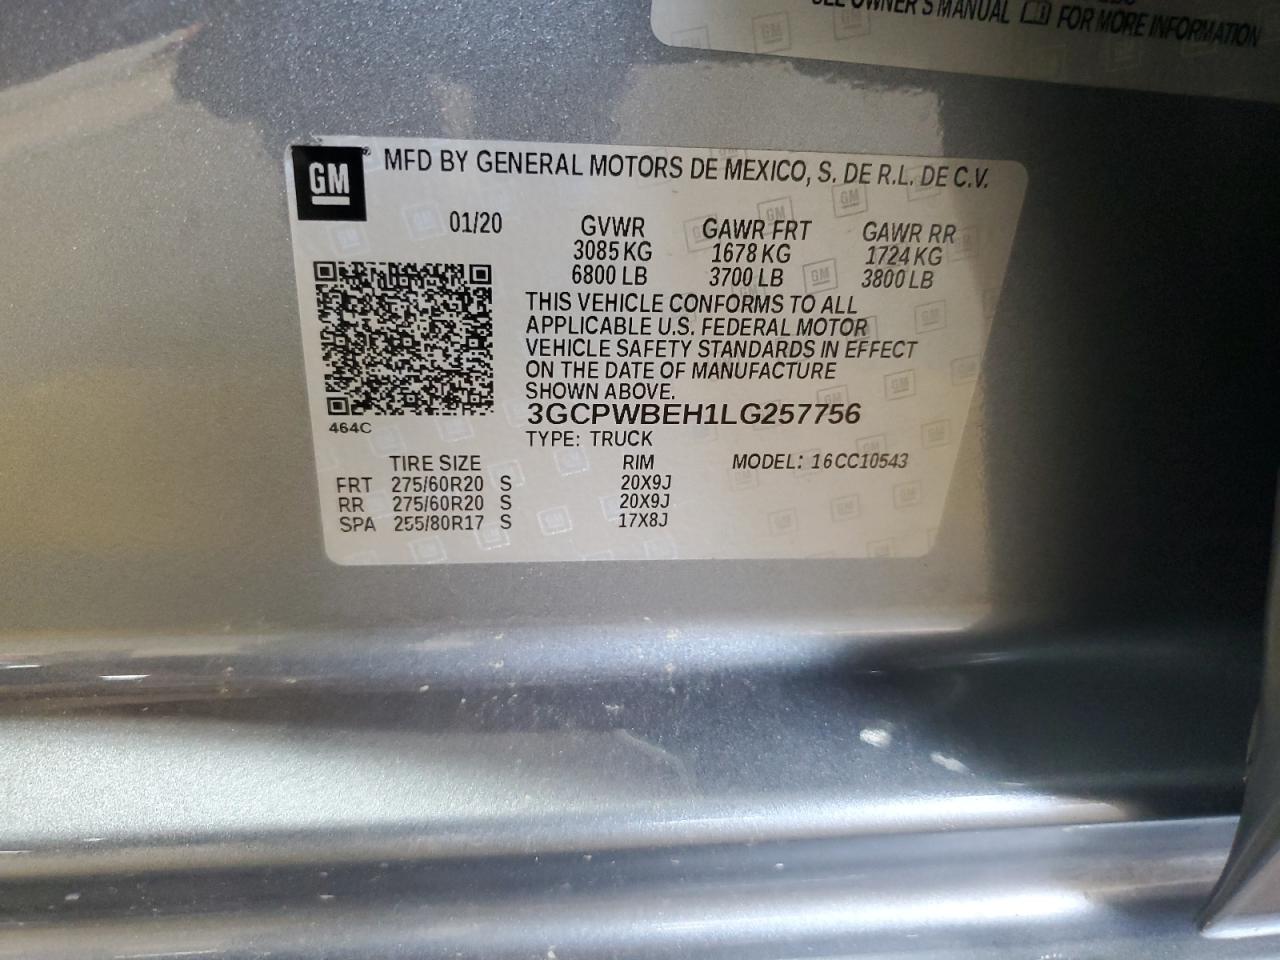 SEE OWNER'S MANUAL FOR MORE INFORMATION
GM
MFD BY GENERAL MOTORS DE MEXICO, S. DE R.L. DE C.V.
01/20 GVWR GAWR FRT GAWR RR
3085 KG 1678 KG 1724 KG
6800 LB 3700 LB 3800 LB
THIS VEHICLE CONFORMS TO ALL
APPLICABLE U.S. FEDERAL MOTOR
VEHICLE SAFETY STANDARDS IN EFFECT
ON THE DATE OF MANUFACTURE
SHOWN ABOVE.
3GCPWBEH1LG257756
464C
TYPE: TRUCK
TIRE SIZE RIM MODEL: 16CC10543
FRT 275/60R20 S 20X9J
RR 275/60R20 S 20X9J
SPA 255/80R17 S 17X8J